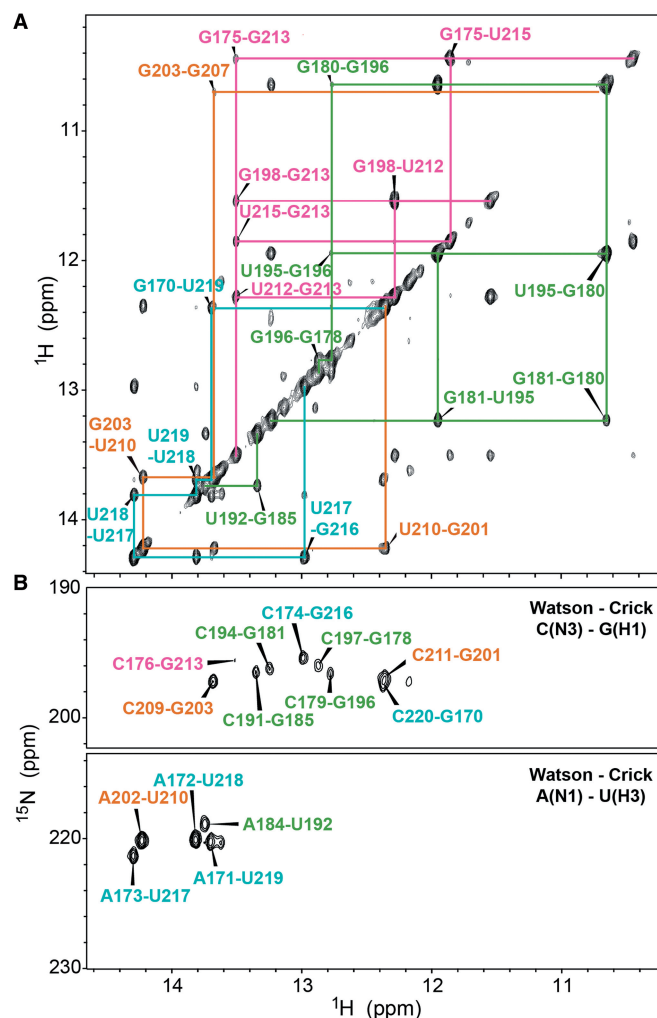 A
G175-G213
G175-U215
G203-G207
G180-G196
11
G198-G213
G198-U212
U215-G213
12
U195-G196
G170-U219
U212-G213
U195-G180
¹H (ppm)
G196-G178
13
G181-G180
G181-U195
G203
-U210
U219
-U218
U218
-U217
U192-G185
U217
-G216
14
U210-G201
B
190
C174-G216
Watson - Crick
C(N3) - G(H1)
C194-G181
C197-G178
C176-G213
C211-G201
C209-G203
C179-G196
C191-G185
C220-G170
200
¹⁵N (ppm)
Watson - Crick
A(N1) - U(H3)
A172-U218
A202-U210
A184-U192
220
A171-U219
A173-U217
230
14
13
12
11
¹H (ppm)